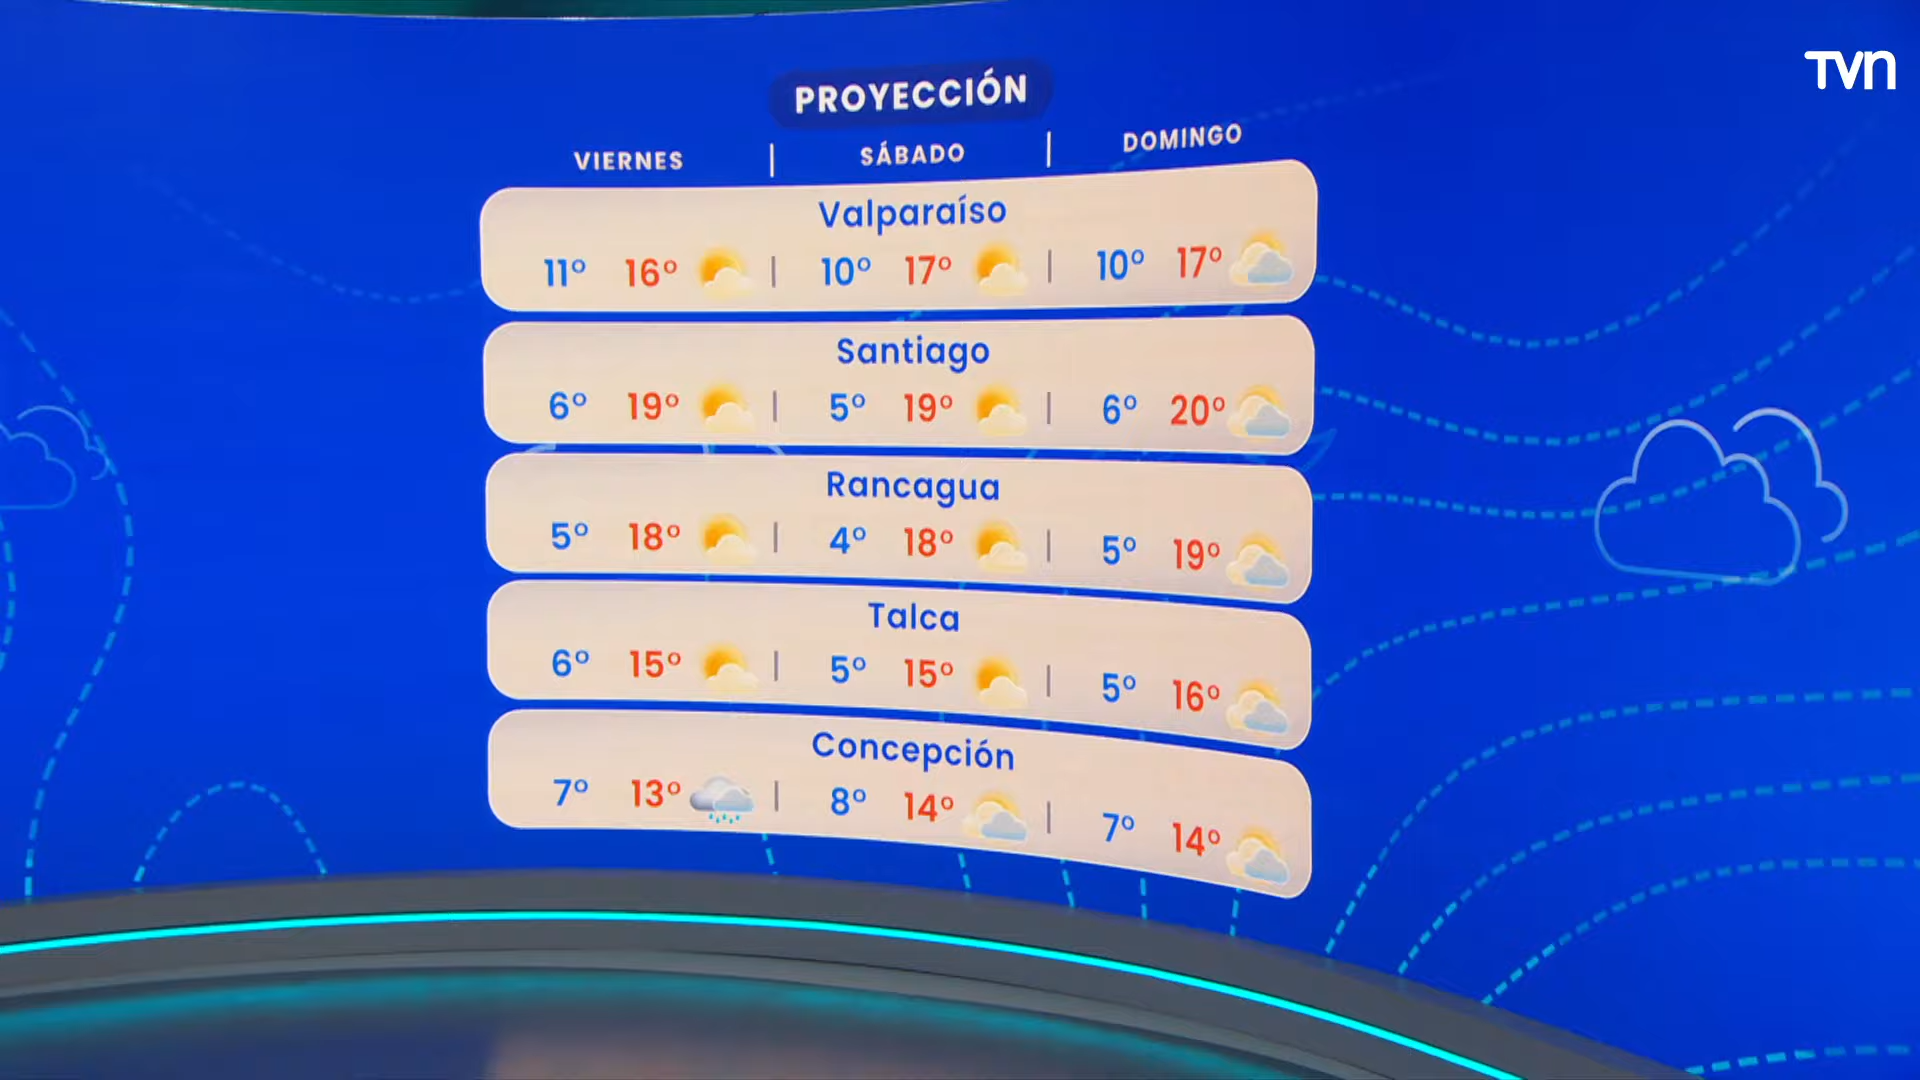 TVN
PROYECCIÓN
VIERNES | SÁBADO | DOMINGO
Valparaíso
11° 16° | 10° 17° | 10° 17°
Santiago
6° 19° | 5° 19° | 6° 20°
Rancagua
5° 18° | 4° 18° | 5° 19°
Talca
6° 15° | 5° 15° | 5° 16°
Concepción
7° 13° | 8° 14° | 7° 14°